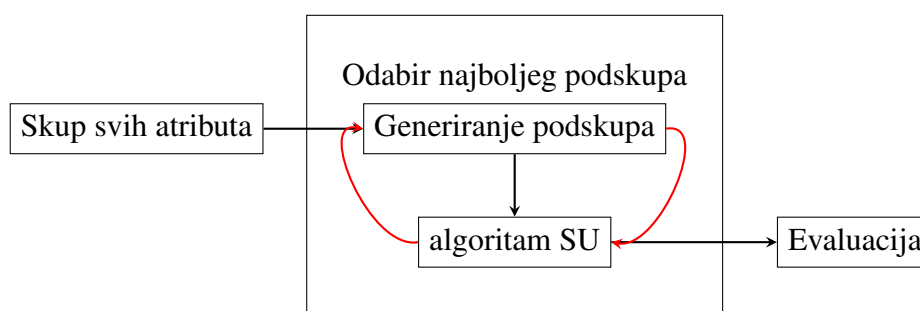 Odabir najboljeg podskupa
Skup svih atributa
Generiranje podskupa
algoritam SU
Evaluacija